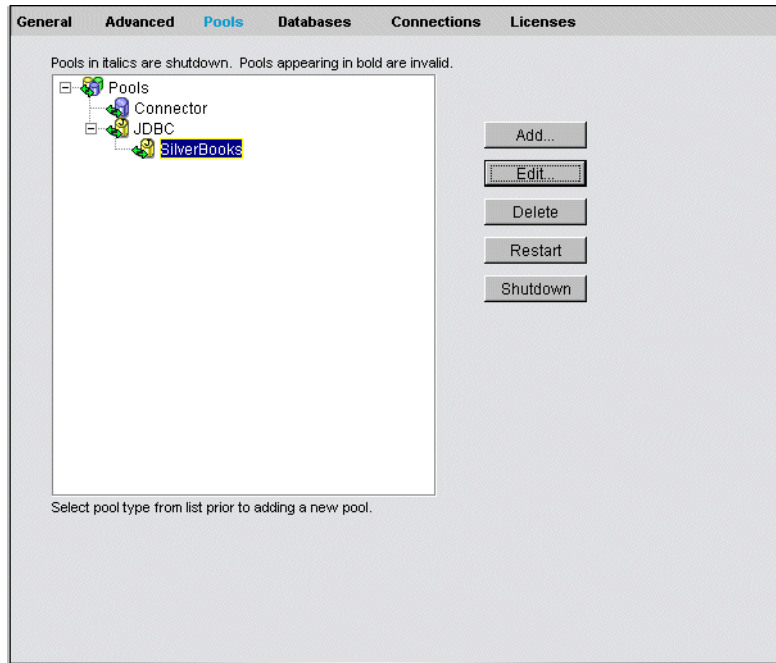 General Advanced Pools Databases Connections Licenses
Pools in italics are shutdown. Pools appearing in bold are invalid.
Pools
Connector
JDBC
SilverBooks
Add...
Edit...
Delete
Restart
Shutdown
Select pool type from list prior to adding a new pool.